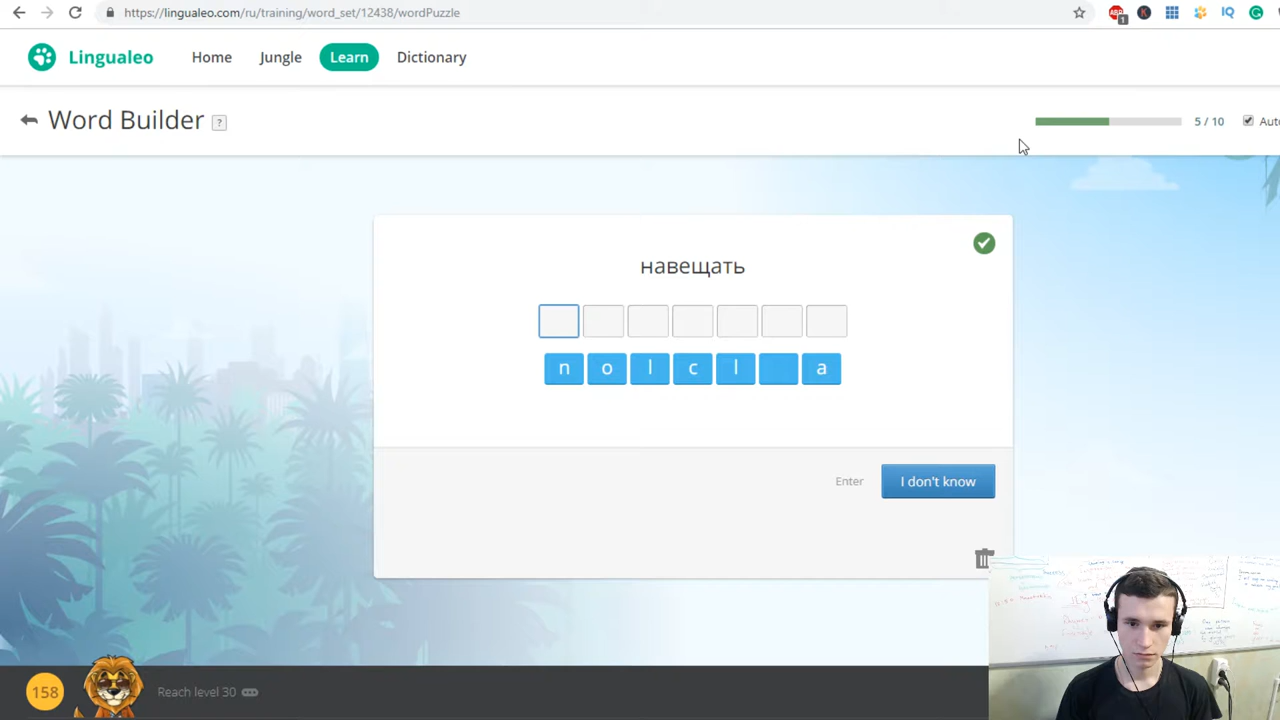 https://lingualeo.com/ru/training/word_set/12438/wordPuzzle
Lingualeo Home Jungle Learn Dictionary
Word Builder ? 5 / 10 Auto
навещать
n o l c l a
Enter I don't know
158 Reach level 30